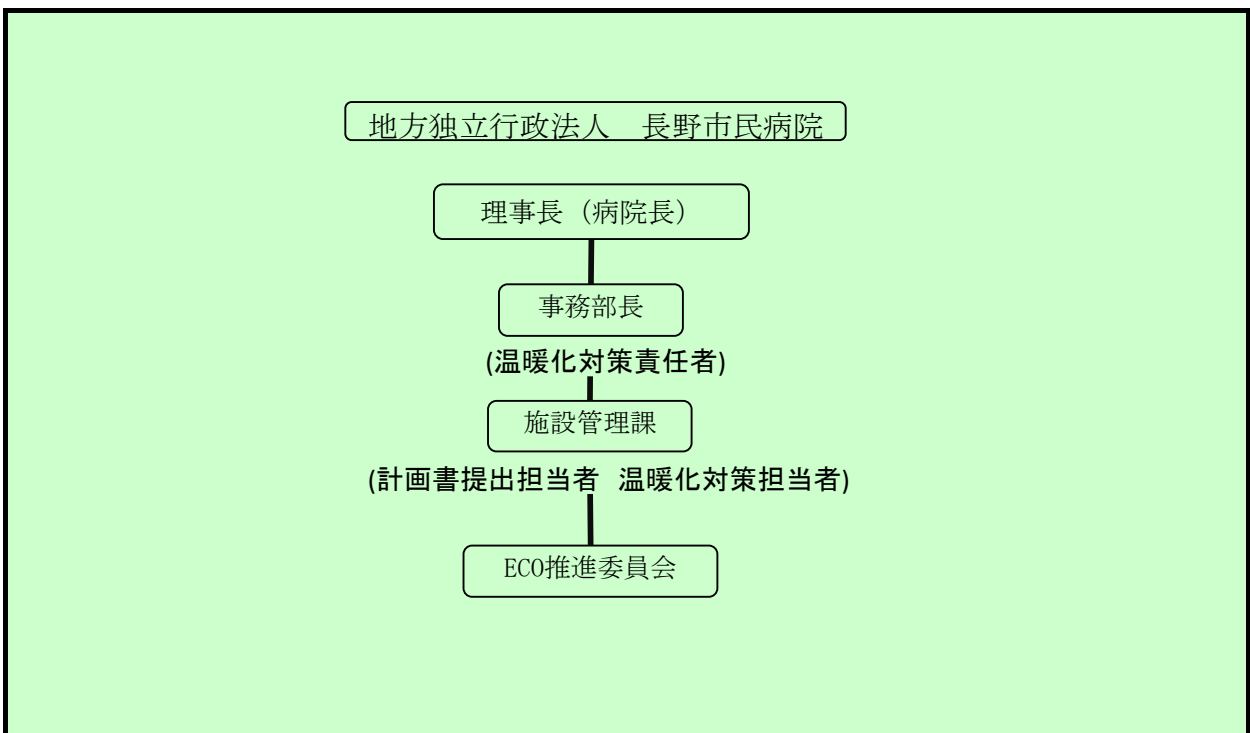 地方独立行政法人　長野市民病院
理事長（病院長）
事務部長
(温暖化対策責任者)
施設管理課
(計画書提出担当者　温暖化対策担当者)
ECO推進委員会